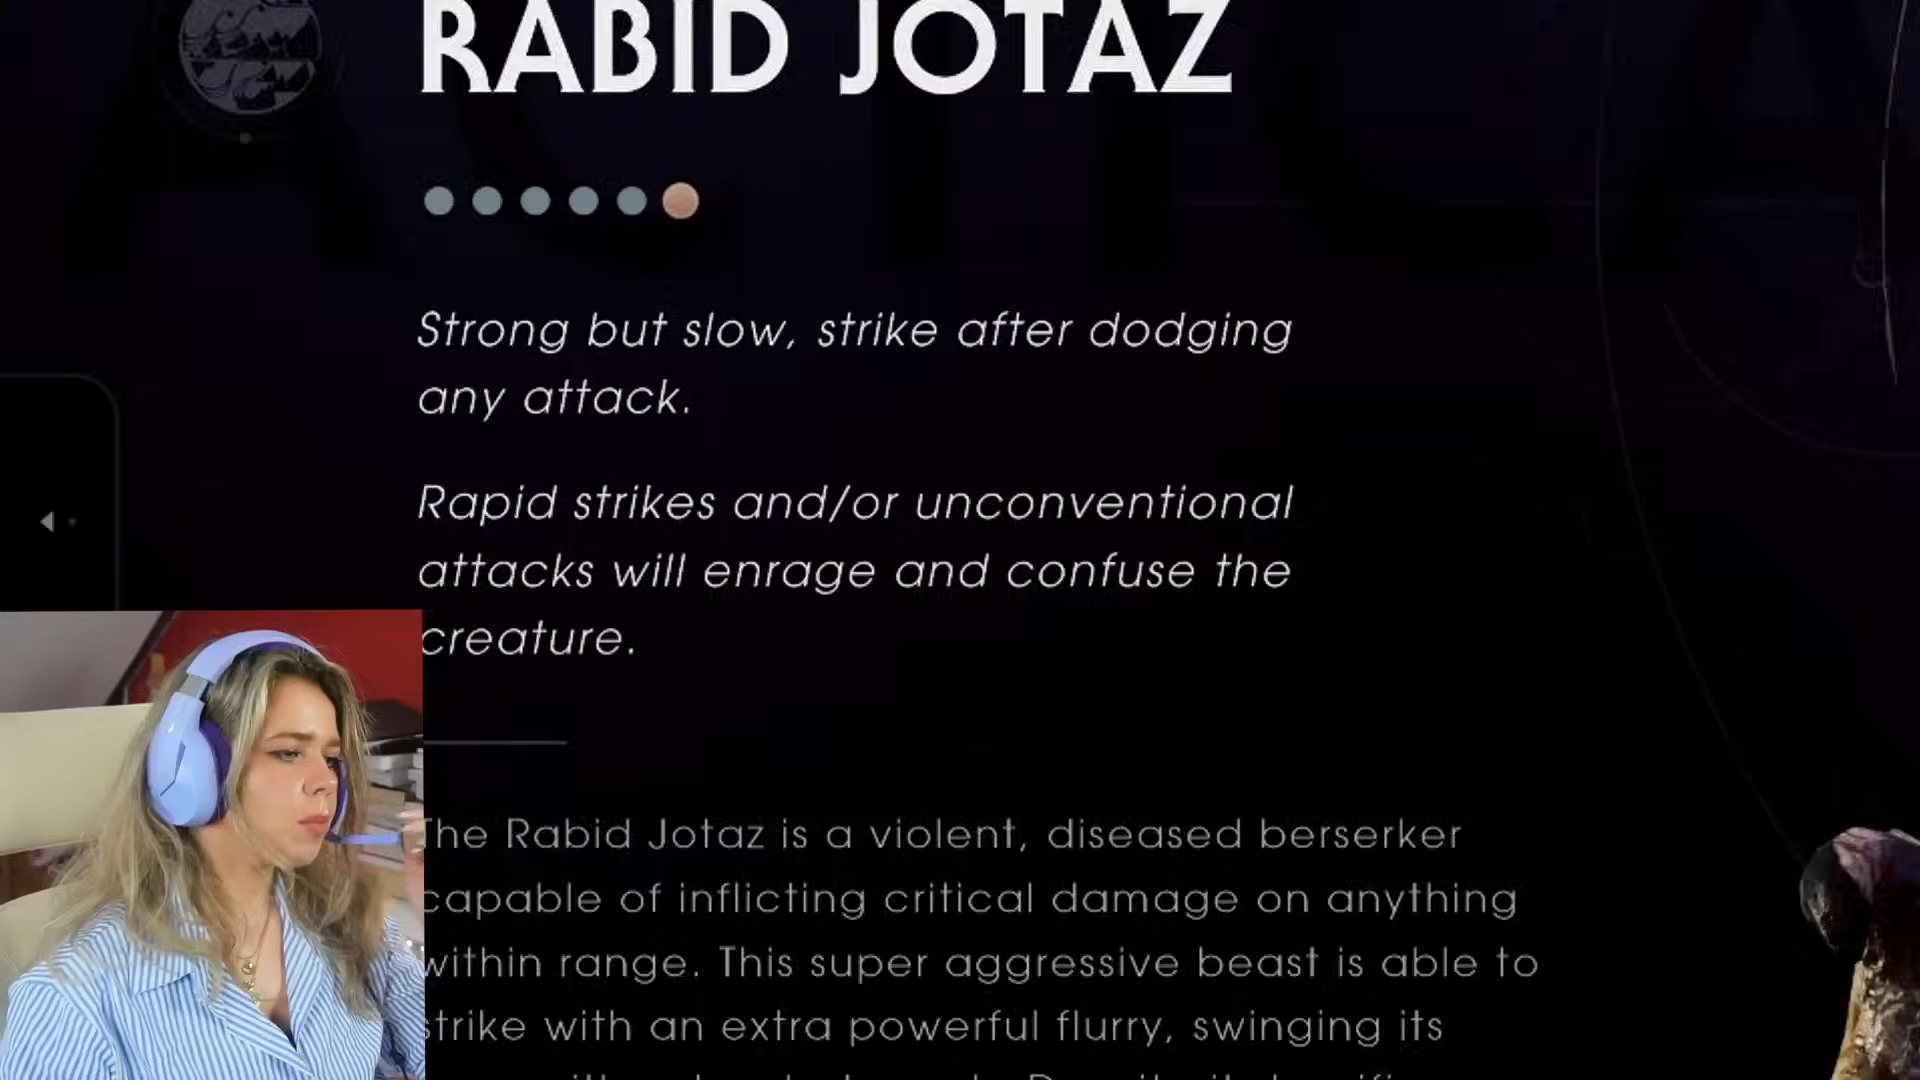 RABID JOTAZ
Strong but slow, strike after dodging
any attack.
Rapid strikes and/or unconventional
attacks will enrage and confuse the
creature.
The Rabid Jotaz is a violent, diseased berserker
capable of inflicting critical damage on anything
within range. This super aggressive beast is able to
strike with an extra powerful flurry, swinging its